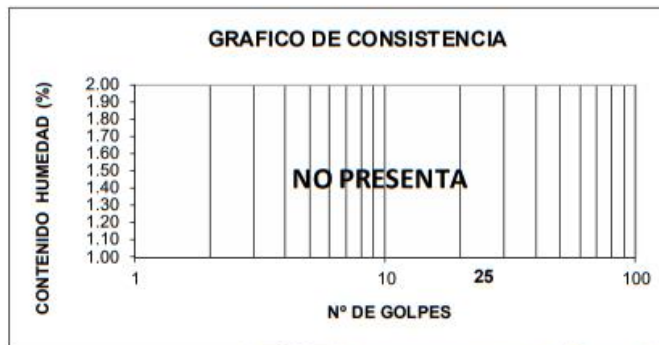 GRAFICO DE CONSISTENCIA
CONTENIDO HUMEDAD (%)
2.00
1.90
1.80
1.70
1.60
1.50
1.40
1.30
1.20
1.10
1.00
NO PRESENTA
1 10 25 100
Nº DE GOLPES